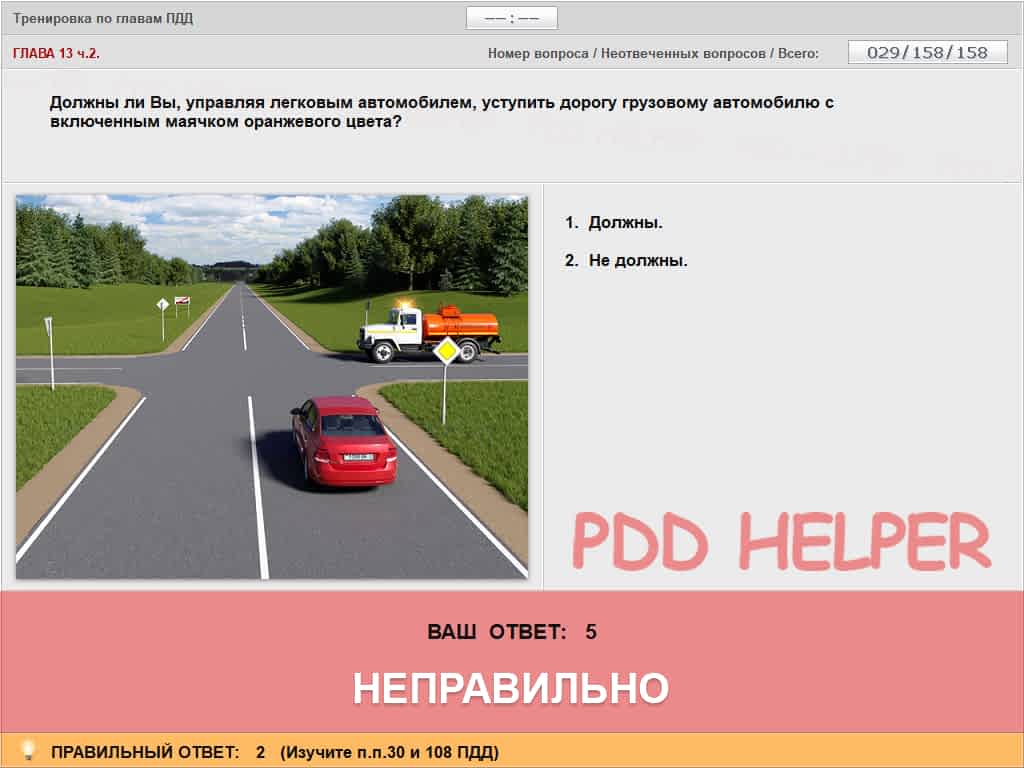 Тренировка по главам ПДД
—— : ——
ГЛАВА 13 ч.2.
Номер вопроса / Неотвеченных вопросов / Всего:
029/158/158
Должны ли Вы, управляя легковым автомобилем, уступить дорогу грузовому автомобилю с
включенным маячком оранжевого цвета?
1. Должны.
2. Не должны.
PDD HELPER
ВАШ ОТВЕТ: 5
НЕПРАВИЛЬНО
ПРАВИЛЬНЫЙ ОТВЕТ: 2 (Изучите п.п.30 и 108 ПДД)